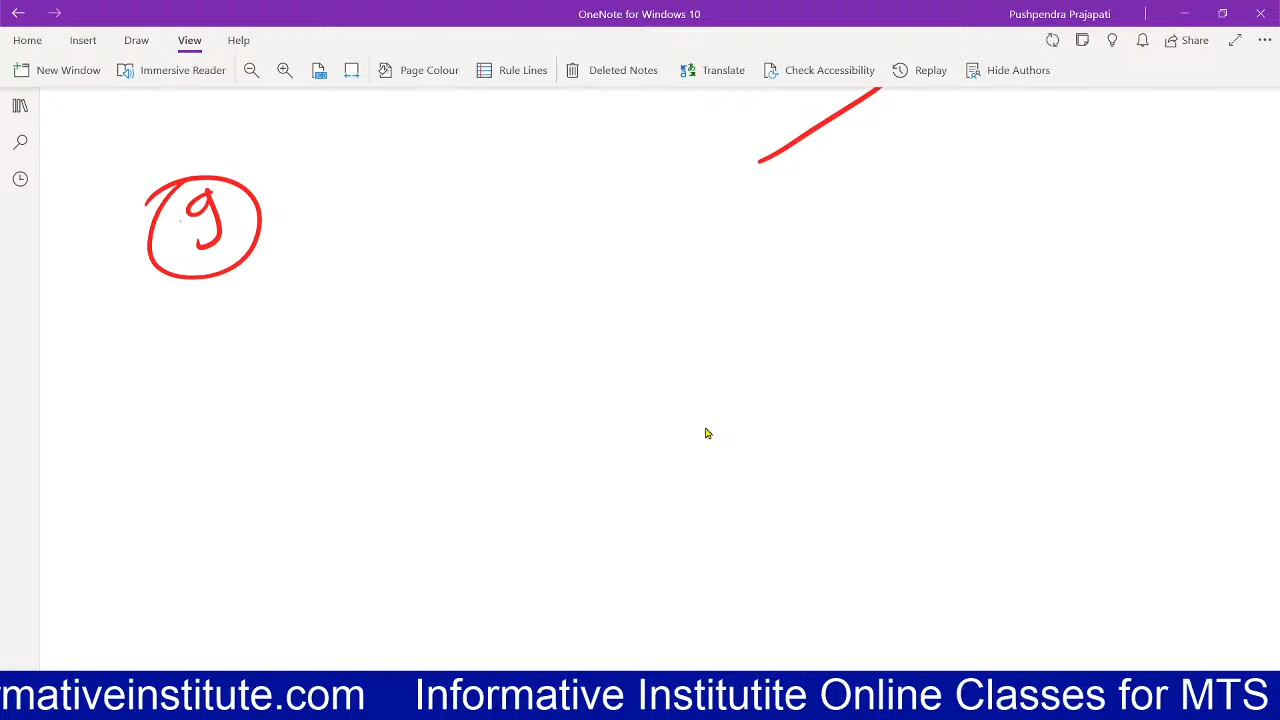 OneNote for Windows 10
Pushpendra Prajapati
Home Insert Draw View Help
Share
New Window Immersive Reader Page Colour Rule Lines Deleted Notes Translate Check Accessibility Replay Hide Authors
9
rmativeinstitute.com Informative Institutite Online Classes for MTS